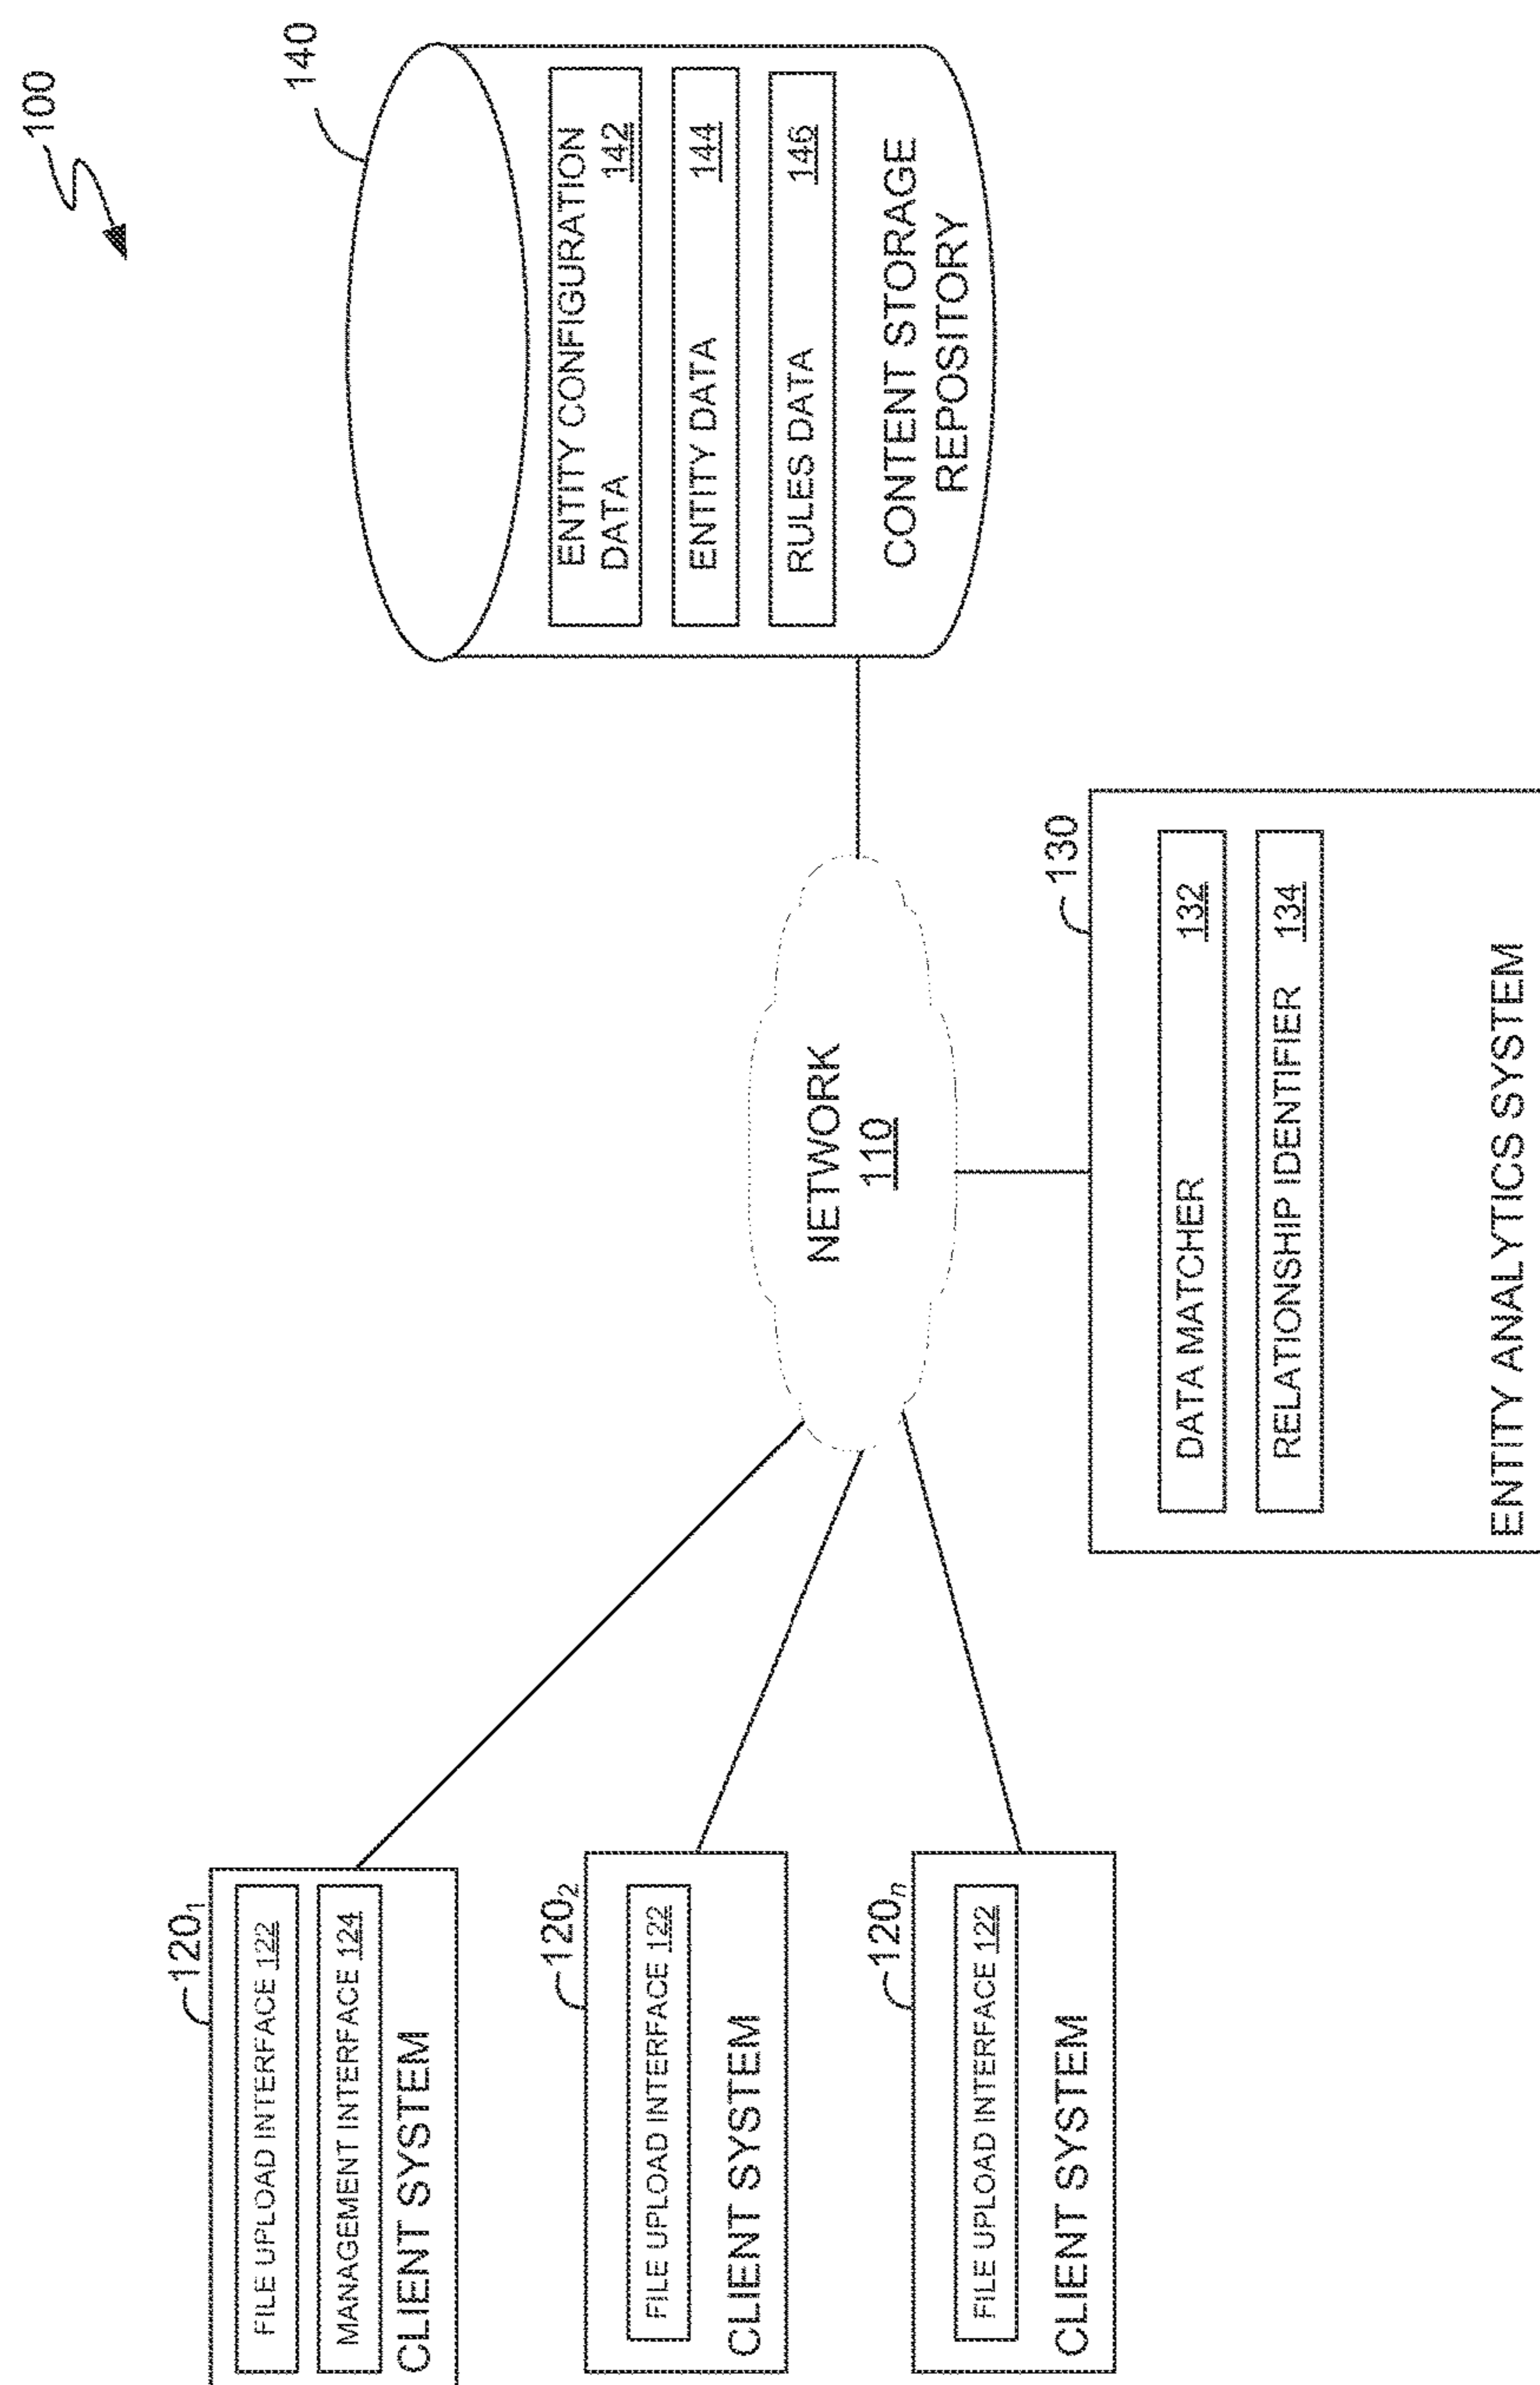 100
120₁
FILE UPLOAD INTERFACE 122
MANAGEMENT INTERFACE 124
CLIENT SYSTEM
120₂
FILE UPLOAD INTERFACE 122
CLIENT SYSTEM
120ₙ
FILE UPLOAD INTERFACE 122
CLIENT SYSTEM
NETWORK
110
130
DATA MATCHER 132
RELATIONSHIP IDENTIFIER 134
ENTITY ANALYTICS SYSTEM
140
ENTITY CONFIGURATION
DATA 142
ENTITY DATA 144
RULES DATA 146
CONTENT STORAGE
REPOSITORY